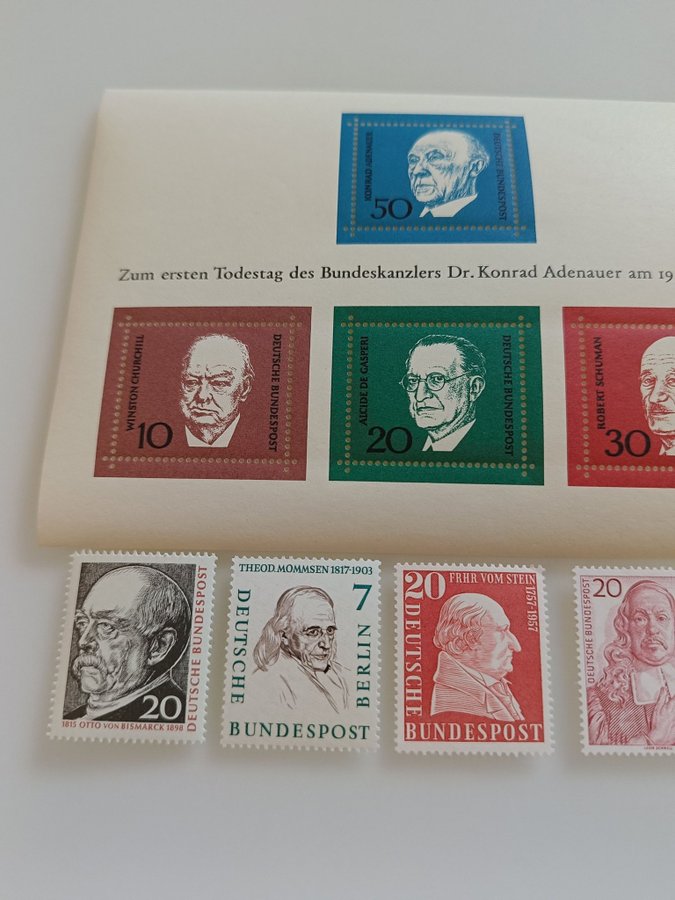 KONRAD ADENAUER
50
DEUTSCHE BUNDESPOST
Zum ersten Todestag des Bundeskanzlers Dr. Konrad Adenauer am 19
WINSTON CHURCHILL
10
DEUTSCHE BUNDESPOST
ALCIDE DE GASPERI
20
DEUTSCHE BUNDESPOST
ROBERT SCHUMAN
30
20
DEUTSCHE BUNDESPOST
1815 OTTO VON BISMARCK 1898
THEOD. MOMMSEN 1817-1903
7
DEUTSCHE
BERLIN
BUNDESPOST
20
FRHR VOM STEIN
1757-1957
DEUTSCHE
BUNDESPOST
20
DEUTSCHE BUNDESPOST